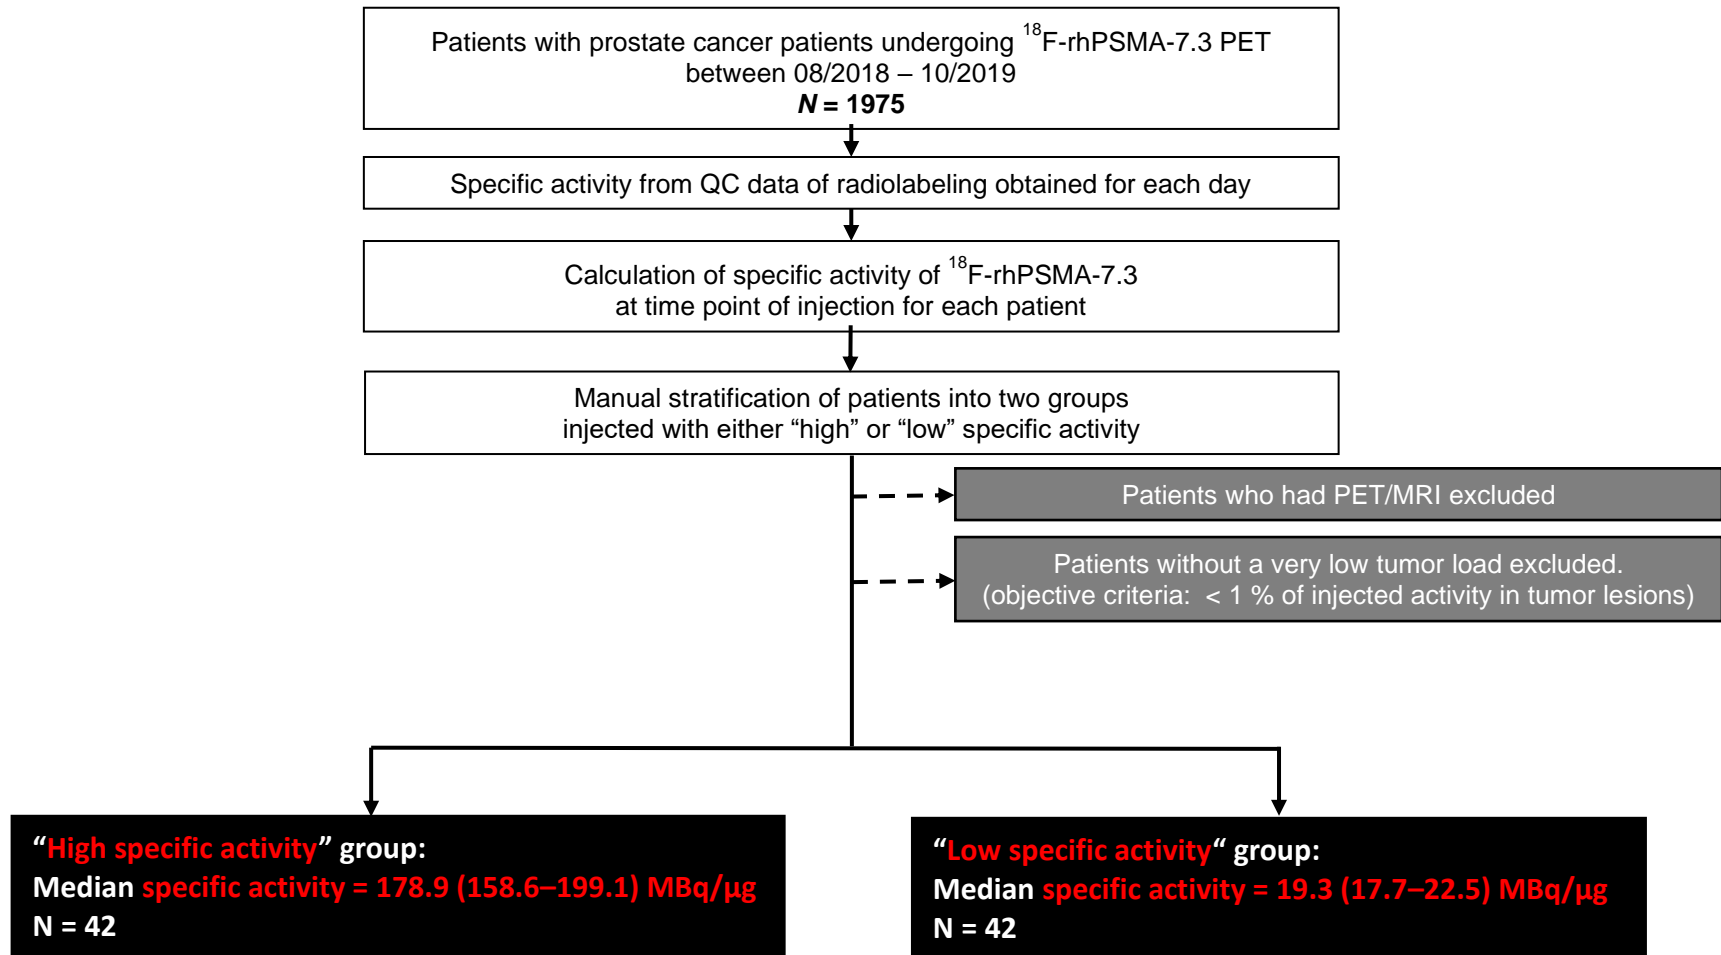 Patients with prostate cancer patients undergoing ¹⁸F-rhPSMA-7.3 PET
between 08/2018 – 10/2019
N = 1975
Specific activity from QC data of radiolabeling obtained for each day
Calculation of specific activity of ¹⁸F-rhPSMA-7.3
at time point of injection for each patient
Manual stratification of patients into two groups
injected with either “high” or “low” specific activity
Patients who had PET/MRI excluded
Patients without a very low tumor load excluded.
(objective criteria: < 1 % of injected activity in tumor lesions)
“High specific activity” group:
Median specific activity = 178.9 (158.6–199.1) MBq/µg
N = 42
“Low specific activity“ group:
Median specific activity = 19.3 (17.7–22.5) MBq/µg
N = 42